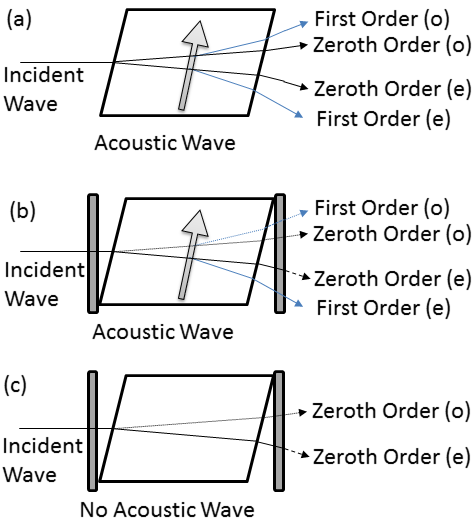 (a)
First Order (o)
Zeroth Order (o)
Incident
Wave
Zeroth Order (e)
First Order (e)
Acoustic Wave
(b)
First Order (o)
Zeroth Order (o)
Incident
Wave
Zeroth Order (e)
First Order (e)
Acoustic Wave
(c)
Zeroth Order (o)
Incident
Wave
Zeroth Order (e)
No Acoustic Wave